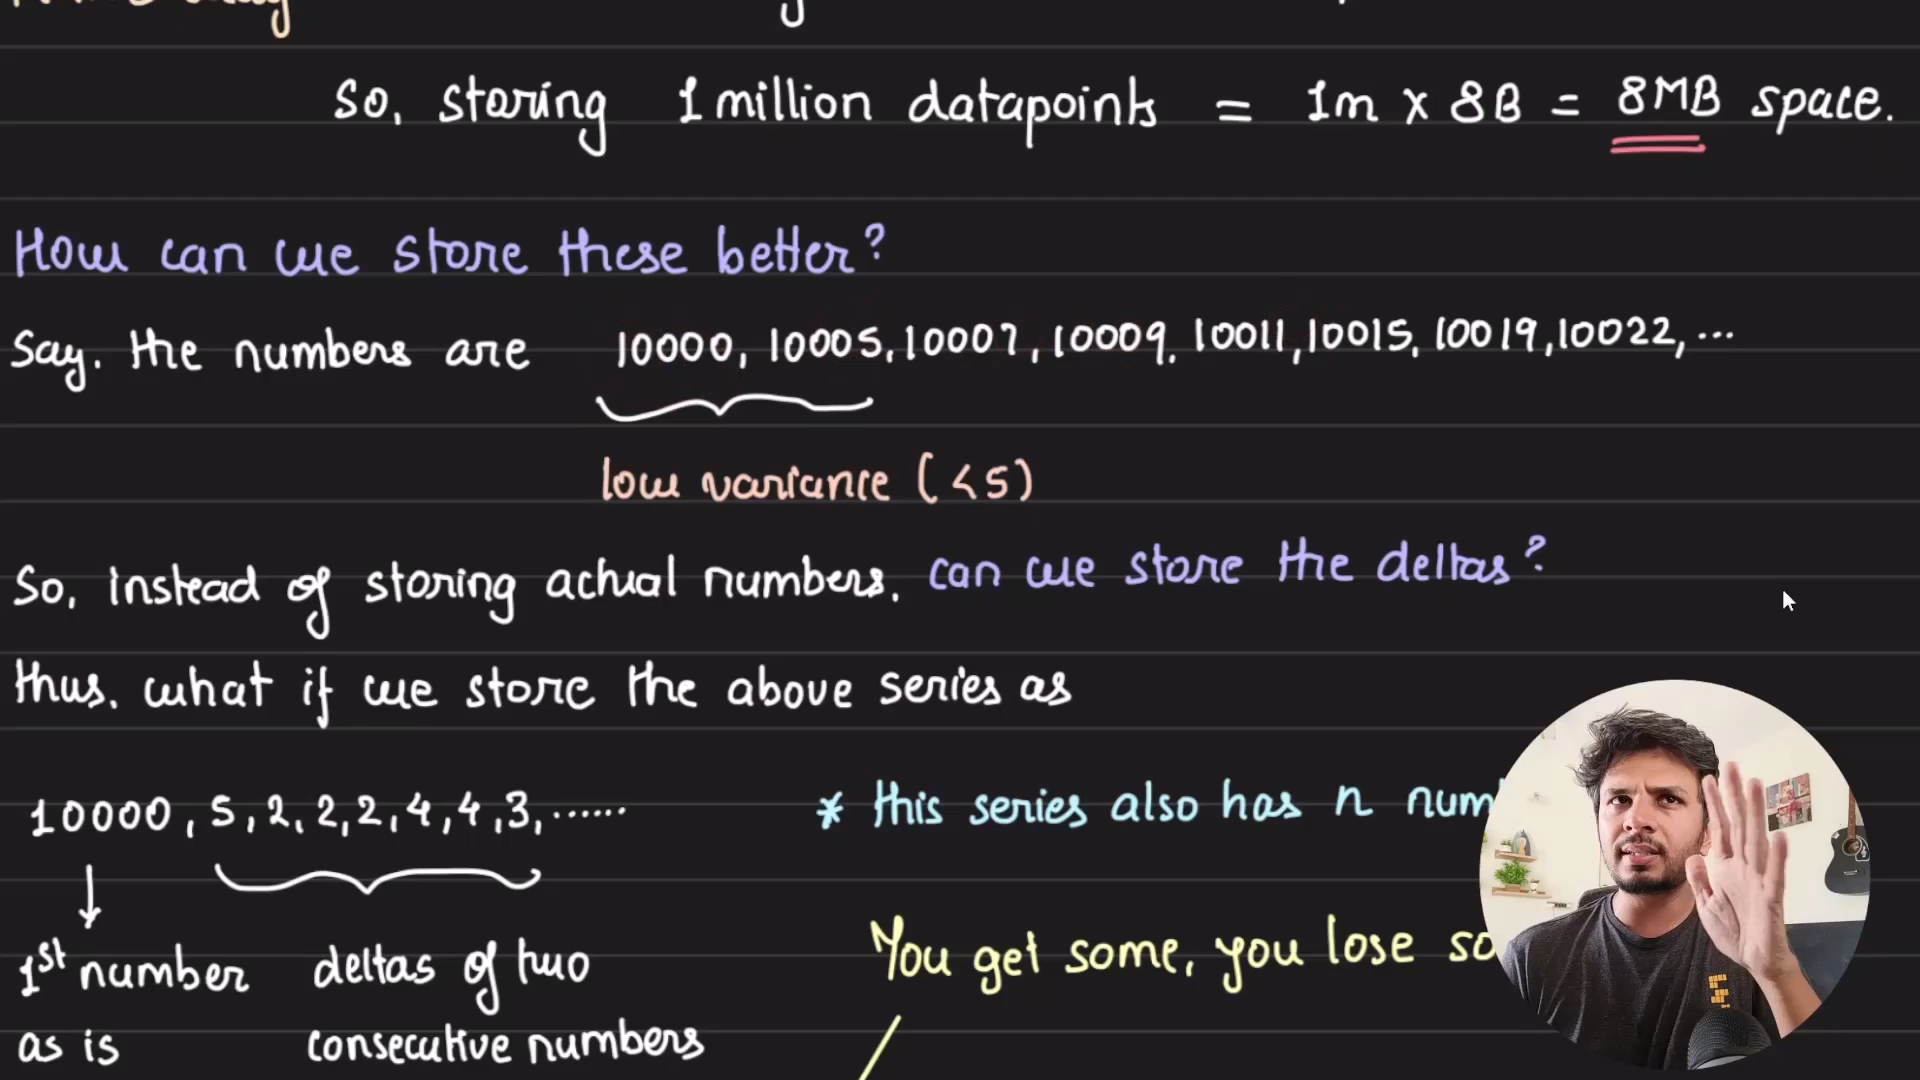 So, storing 1 million datapoints = 1m x 8B = 8MB space.
How can we store these better?
Say, the numbers are 10000, 10005, 10007, 10009, 10011, 10015, 10019, 10022, ...
low variance (<5)
So, instead of storing actual numbers, can we store the deltas?
thus, what if we store the above series as
10000, 5, 2, 2, 2, 4, 4, 3, ......
* this series also has n
1st number
as is
deltas of two
consecutive numbers
You get some, you lose